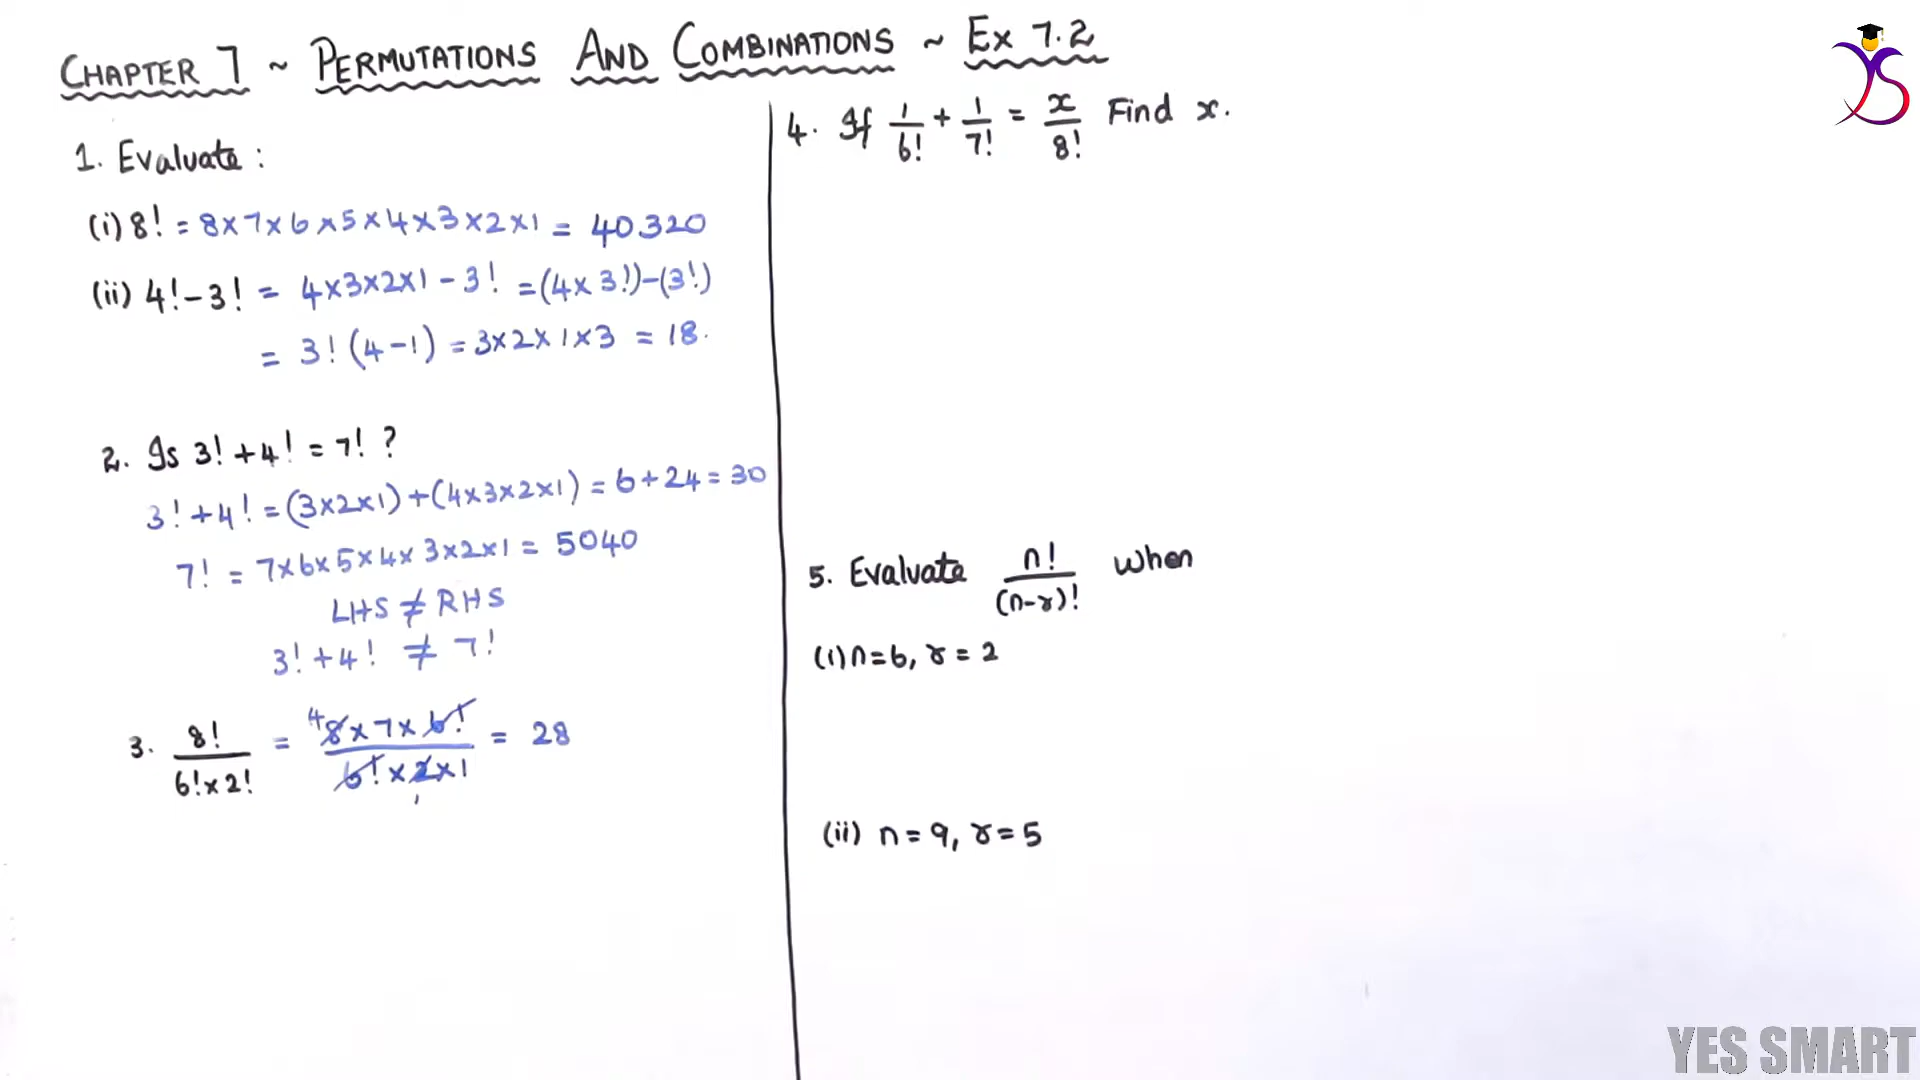 CHAPTER 7 ~ PERMUTATIONS AND COMBINATIONS ~ Ex 7.2
1. Evaluate :
(i) 8! = 8×7×6×5×4×3×2×1 = 40320
(ii) 4!-3! = 4×3×2×1 - 3! = (4×3!)-(3!)
= 3!(4-1) = 3×2×1×3 = 18.
2. Is 3!+4! = 7! ?
3!+4! = (3×2×1)+(4×3×2×1) = 6+24 = 30
7! = 7×6×5×4×3×2×1 = 5040
LHS ≠ RHS
3!+4! ≠ 7!
3. 8!/(6!×2!) = 4 8×7×6!/(6!×2×1) = 28
4. If 1/6! + 1/7! = x/8! Find x.
5. Evaluate n!/(n-r)! when
(i) n=6, r=2
(ii) n=9, r=5
YES SMART